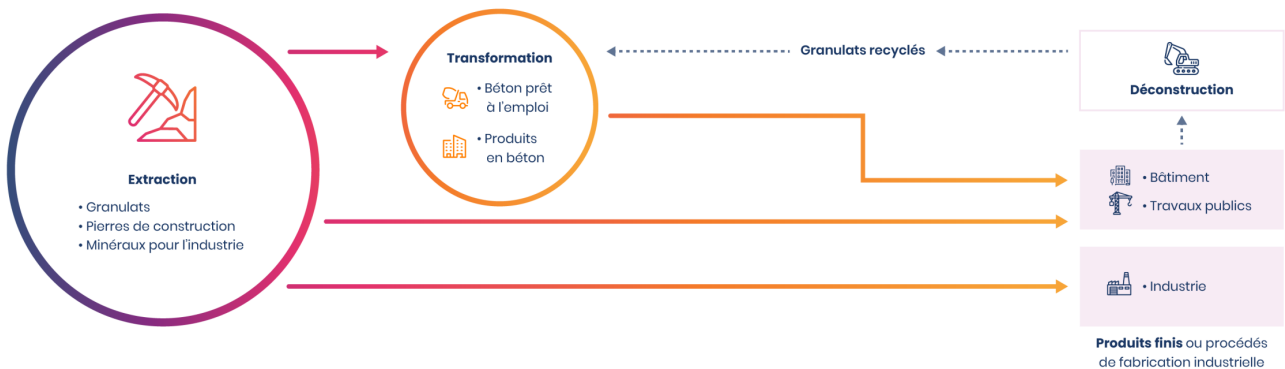 Extraction
• Granulats
• Pierres de construction
• Minéraux pour l'industrie
Transformation
• Béton prêt
à l'emploi
• Produits
en béton
Granulats recyclés
Déconstruction
• Bâtiment
• Travaux publics
• Industrie
Produits finis ou procédés
de fabrication industrielle